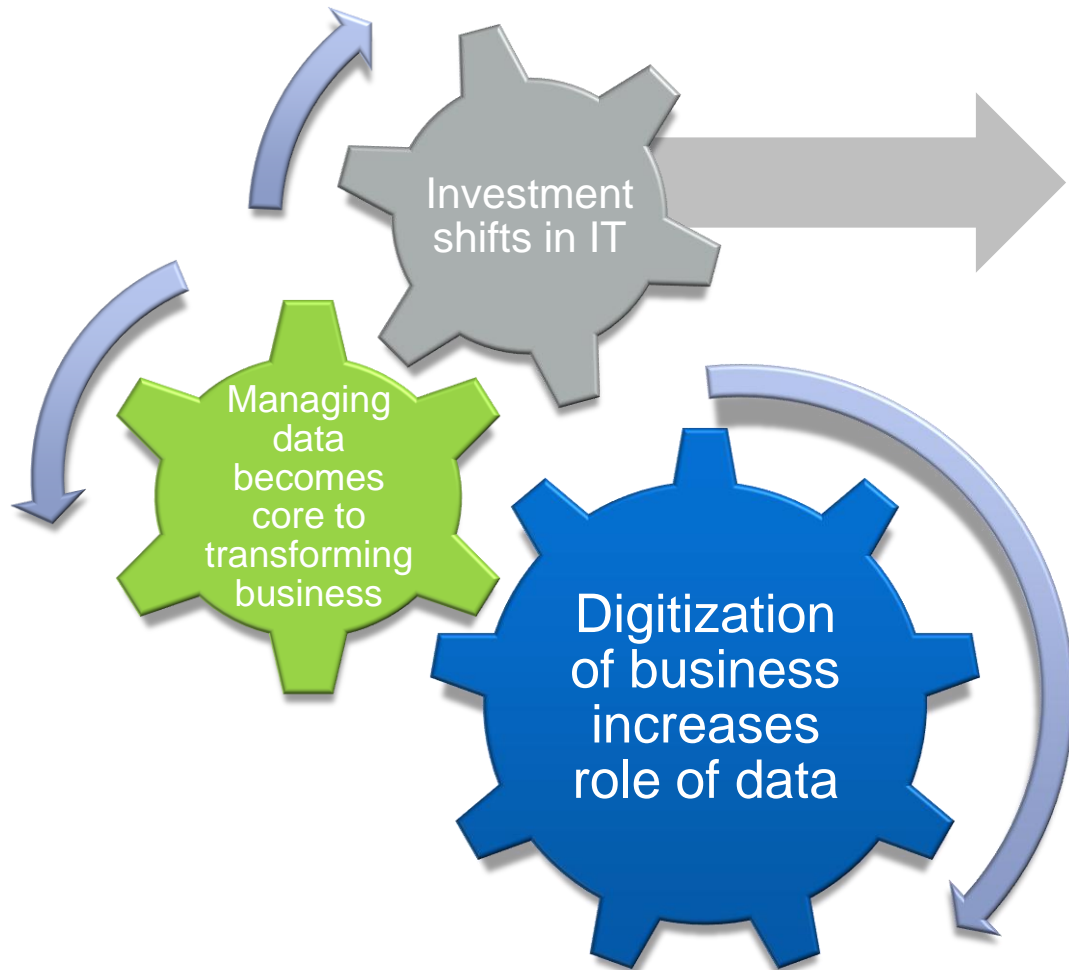 Investment
shifts in IT
Managing
data
becomes
core to
transforming
business
Digitization
of business
increases
role of data